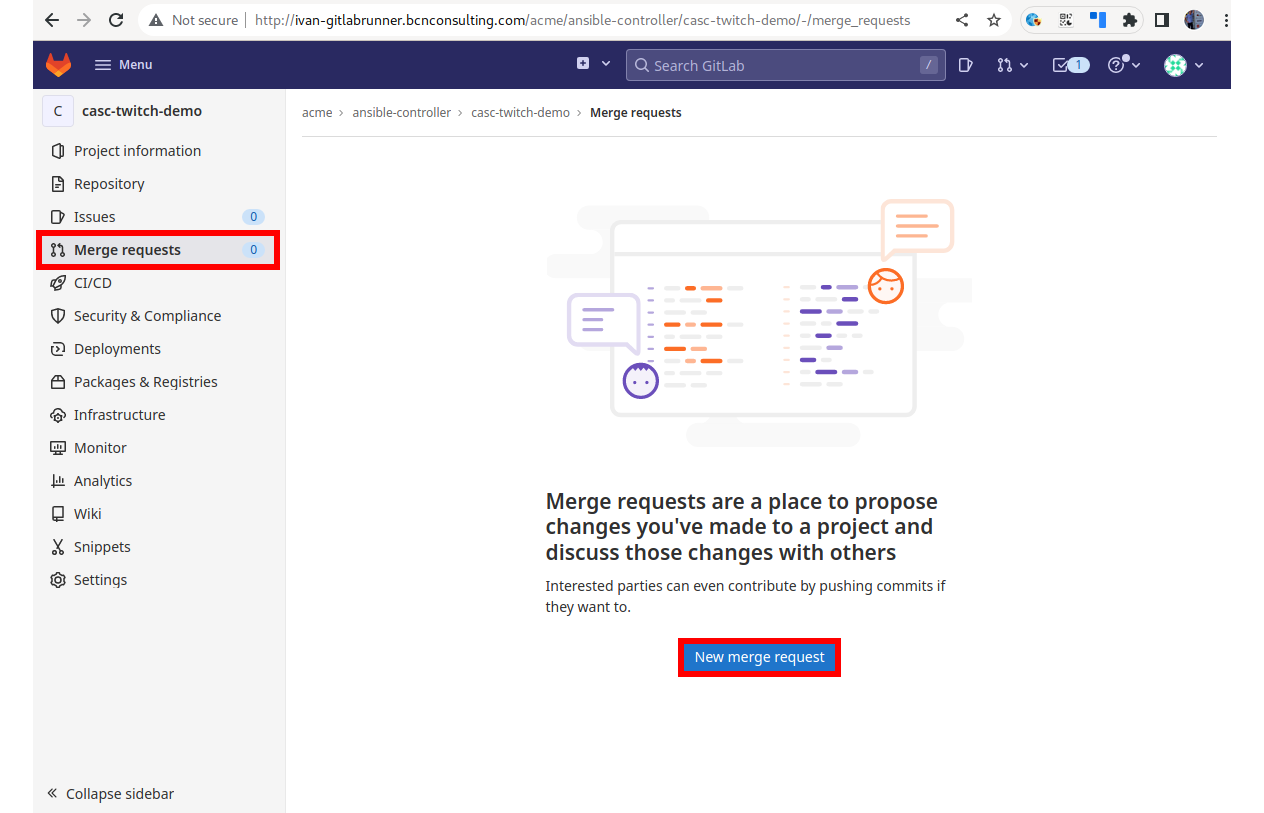 Not secure http://ivan-gitlabrunner.bcnconsulting.com/acme/ansible-controller/casc-twitch-demo/-/merge_requests
Menu
Search GitLab /
1
C casc-twitch-demo
acme › ansible-controller › casc-twitch-demo › Merge requests
Project information
Repository
Issues 0
Merge requests 0
CI/CD
Security & Compliance
Deployments
Packages & Registries
Infrastructure
Monitor
Analytics
Wiki
Snippets
Settings
Merge requests are a place to propose
changes you've made to a project and
discuss those changes with others
Interested parties can even contribute by pushing commits if
they want to.
New merge request
Collapse sidebar